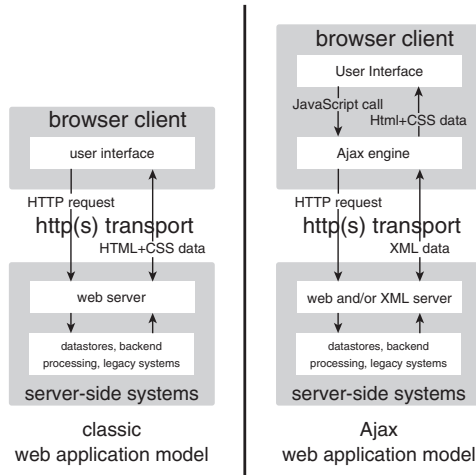 browser client
user interface
HTTP request
http(s) transport
HTML+CSS data
web server
datastores, backend
processing, legacy systems
server-side systems
classic
web application model
browser client
User Interface
JavaScript call
Html+CSS data
Ajax engine
HTTP request
http(s) transport
XML data
web and/or XML server
datastores, backend
processing, legacy systems
server-side systems
Ajax
web application model